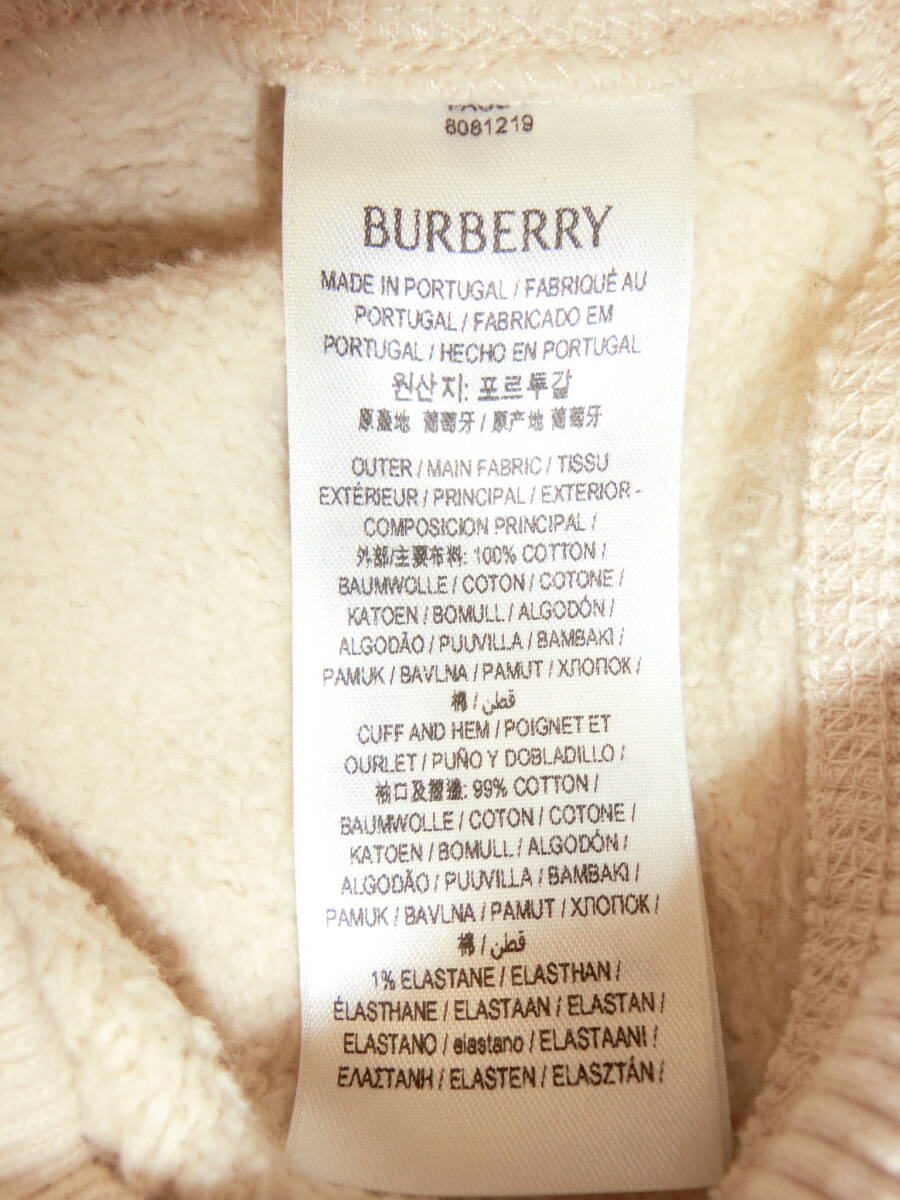 8081219
BURBERRY
MADE IN PORTUGAL / FABRIQUÉ AU
PORTUGAL / FABRICADO EM
PORTUGAL / HECHO EN PORTUGAL
원산지: 포르투갈
原產地 葡萄牙 / 原产地 葡萄牙
OUTER / MAIN FABRIC / TISSU
EXTÉRIEUR / PRINCIPAL / EXTERIOR -
COMPOSICION PRINCIPAL /
外部/主要布料: 100% COTTON /
BAUMWOLLE / COTON / COTONE /
KATOEN / BOMULL / ALGODÓN /
ALGODÃO / PUUVILLA / BAMBAKI /
PAMUK / BAVLNA / PAMUT / ХЛОПОК /
棉 / قطن
CUFF AND HEM / POIGNET ET
OURLET / PUÑO Y DOBLADILLO /
袖口及摺邊: 99% COTTON /
BAUMWOLLE / COTON / COTONE /
KATOEN / BOMULL / ALGODÓN /
ALGODÃO / PUUVILLA / BAMBAKI /
PAMUK / BAVLNA / PAMUT / ХЛОПОК /
棉 / قطن
1% ELASTANE / ELASTHAN /
ÉLASTHANE / ELASTAAN / ELASTAN /
ELASTANO / elastano / ELASTAANI /
ΕΛΑΣΤΑΝΗ / ELASTEN / ELASZTÁN /